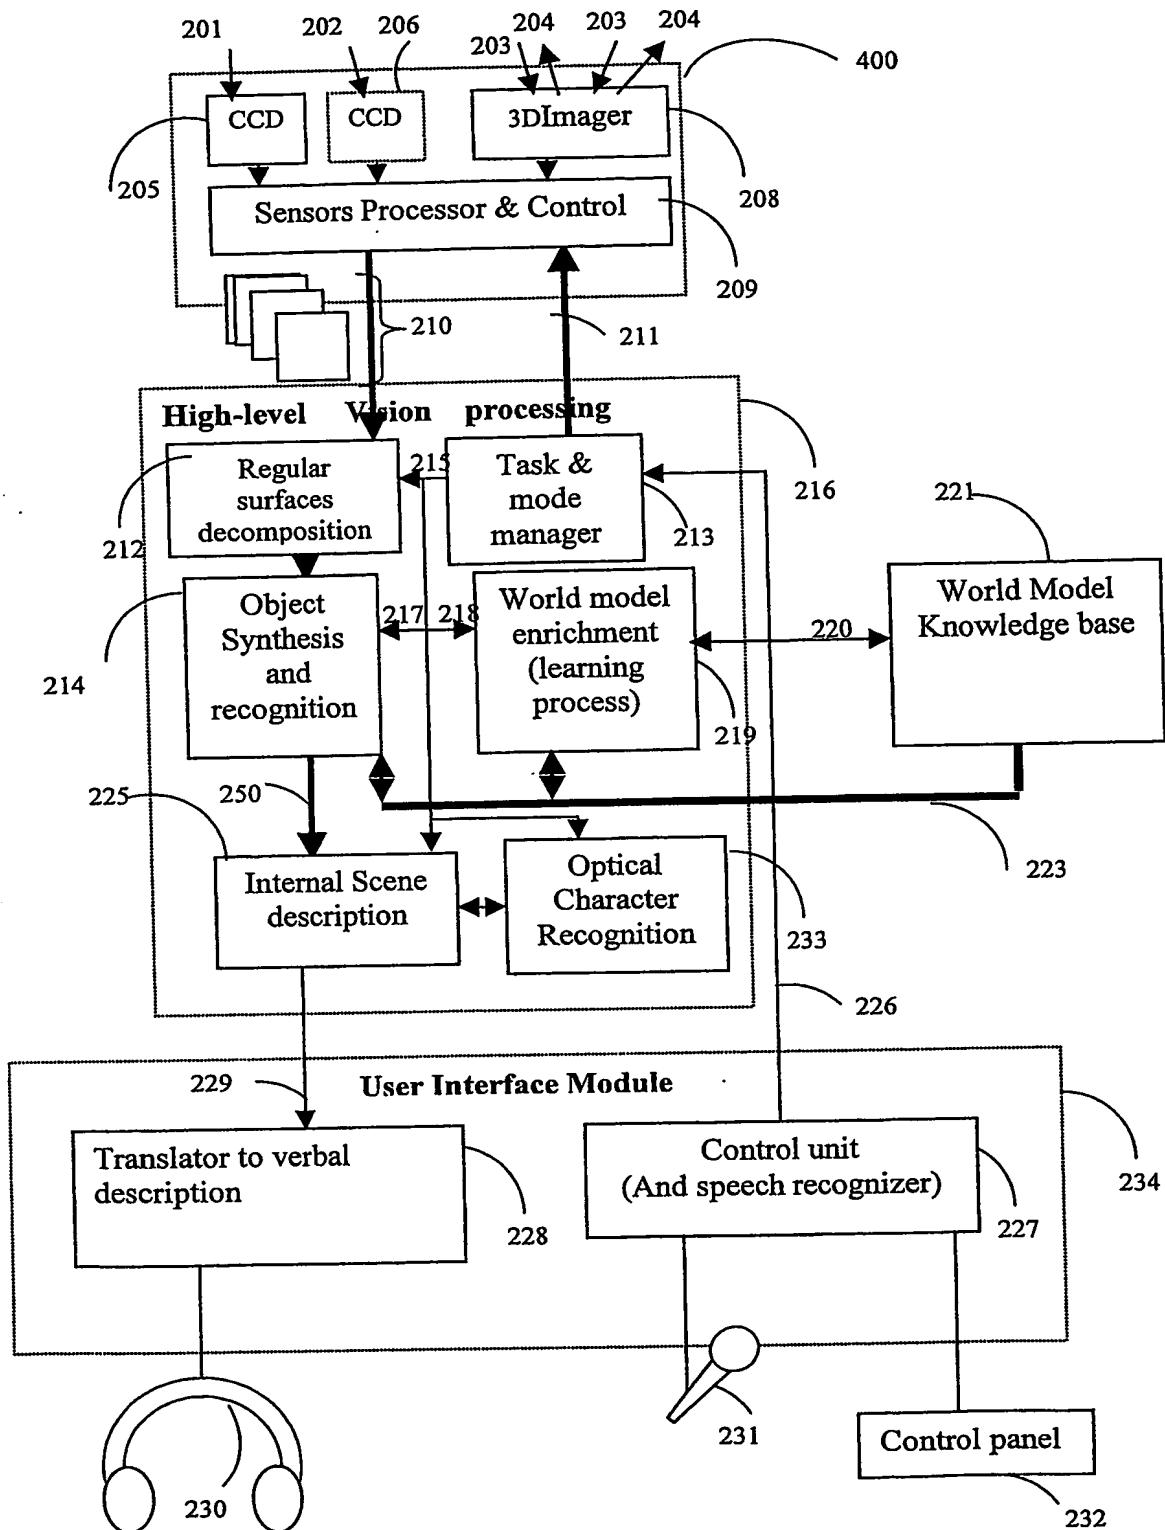 201
202
206
204
203
203
204
400
CCD
CCD
3DImager
205
208
Sensors Processor & Control
209
210
211
High-level Vision processing
Regular
surfaces
decomposition
212
215
Task &
mode
manager
213
216
221
Object
Synthesis
and
recognition
214
217
218
World model
enrichment
(learning
process)
219
220
World Model
Knowledge base
225
250
223
Internal Scene
description
Optical
Character
Recognition
233
226
229
User Interface Module
Translator to verbal
description
228
Control unit
(And speech recognizer)
227
234
230
231
Control panel
232